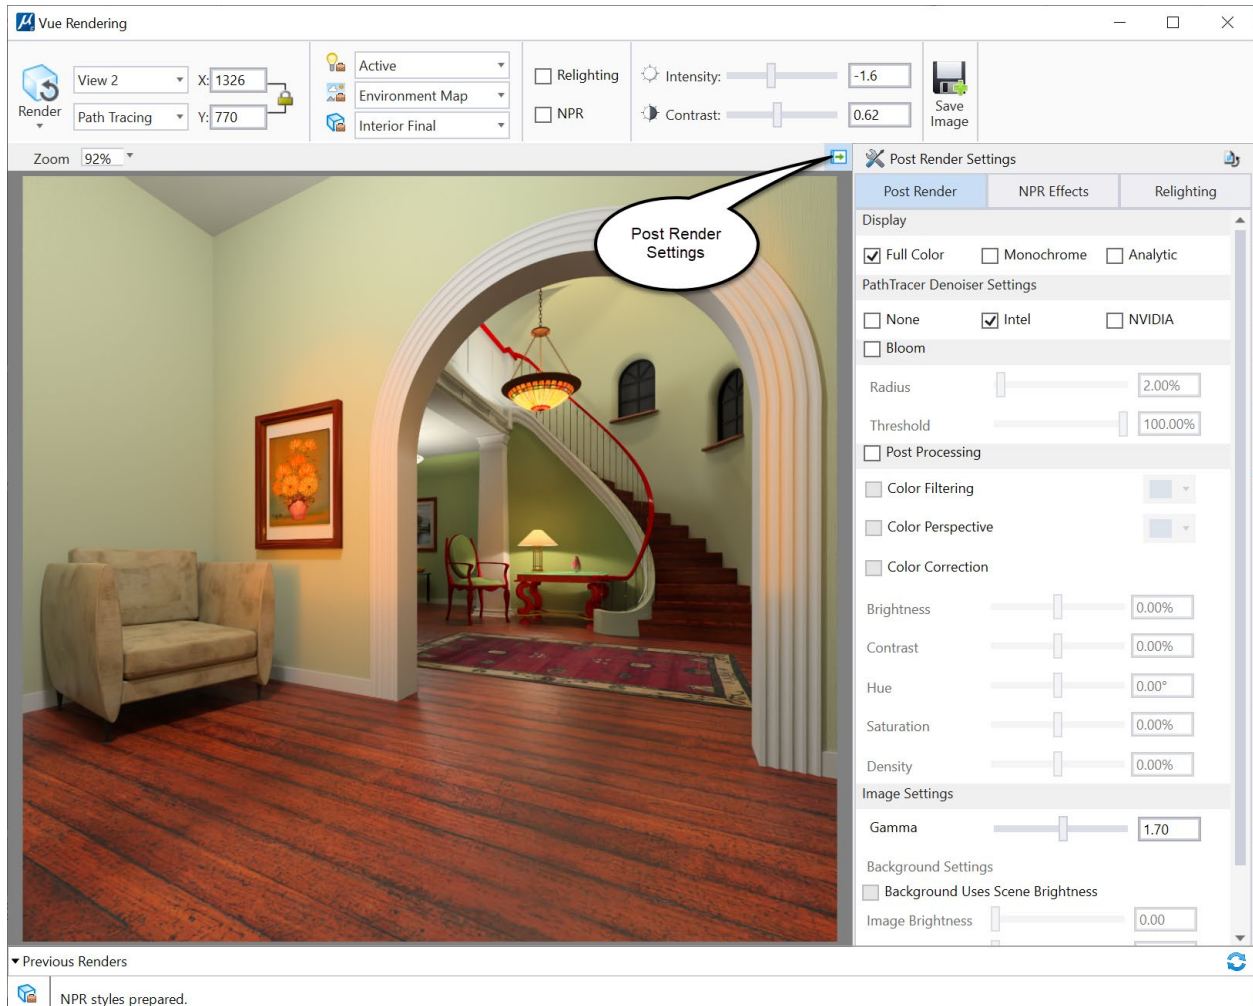 Vue Rendering
Render
View 2
X: 1326
Path Tracing
Y: 770
Active
Environment Map
Interior Final
Relighting
NPR
Intensity:
-1.6
Contrast:
0.62
Save
Image
Zoom 92%
Post Render
Settings
Post Render Settings
Post Render NPR Effects Relighting
Display
Full Color Monochrome Analytic
PathTracer Denoiser Settings
None Intel NVIDIA
Bloom
Radius 2.00%
Threshold 100.00%
Post Processing
Color Filtering
Color Perspective
Color Correction
Brightness 0.00%
Contrast 0.00%
Hue 0.00°
Saturation 0.00%
Density 0.00%
Image Settings
Gamma 1.70
Background Settings
Background Uses Scene Brightness
Image Brightness 0.00
Previous Renders
NPR styles prepared.